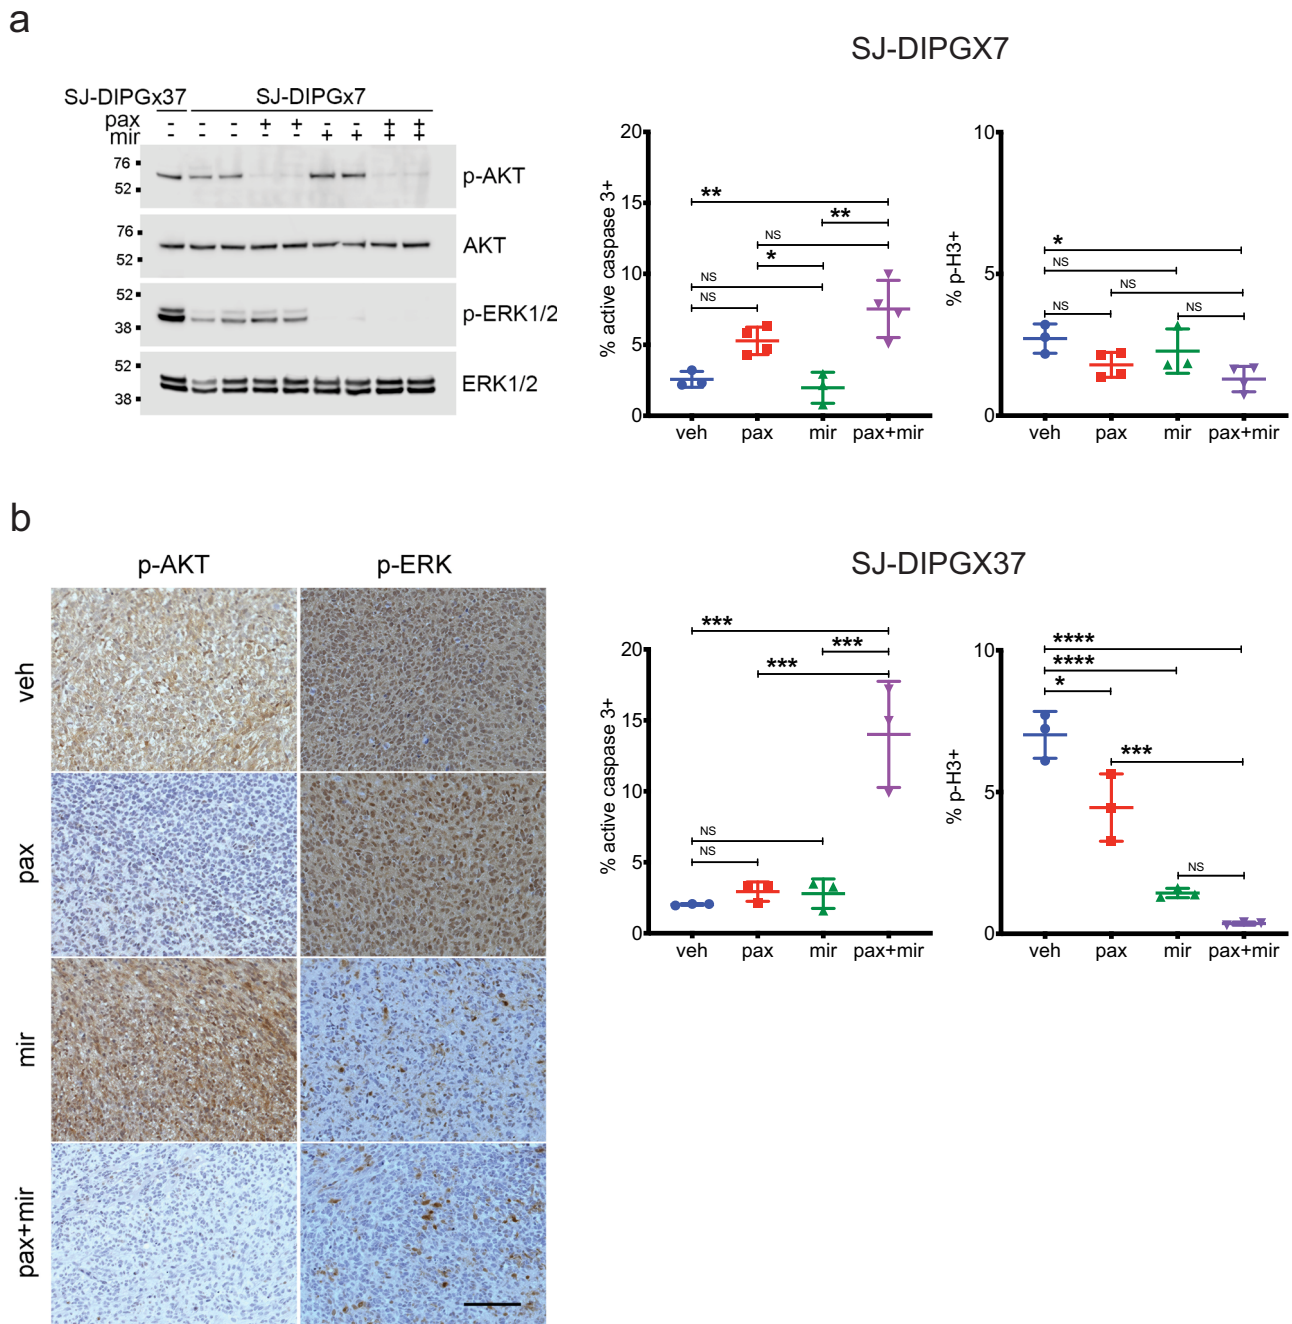 a
SJ-DIPGX7
SJ-DIPGx37 SJ-DIPGx7
pax - - - + + - - + +
mir - - - - - + + + +
76
52
p-AKT
76
52
AKT
52
38
p-ERK1/2
52
38
ERK1/2
% active caspase 3+
20
15
10
5
0
**
**
NS
*
NS
NS
veh pax mir pax+mir
% p-H3+
10
5
0
*
NS
NS
NS
NS
veh pax mir pax+mir
b
p-AKT p-ERK
veh
pax
mir
pax+mir
SJ-DIPGX37
% active caspase 3+
20
15
10
5
0
***
***
***
NS
NS
veh pax mir pax+mir
% p-H3+
10
5
0
****
****
*
***
NS
veh pax mir pax+mir